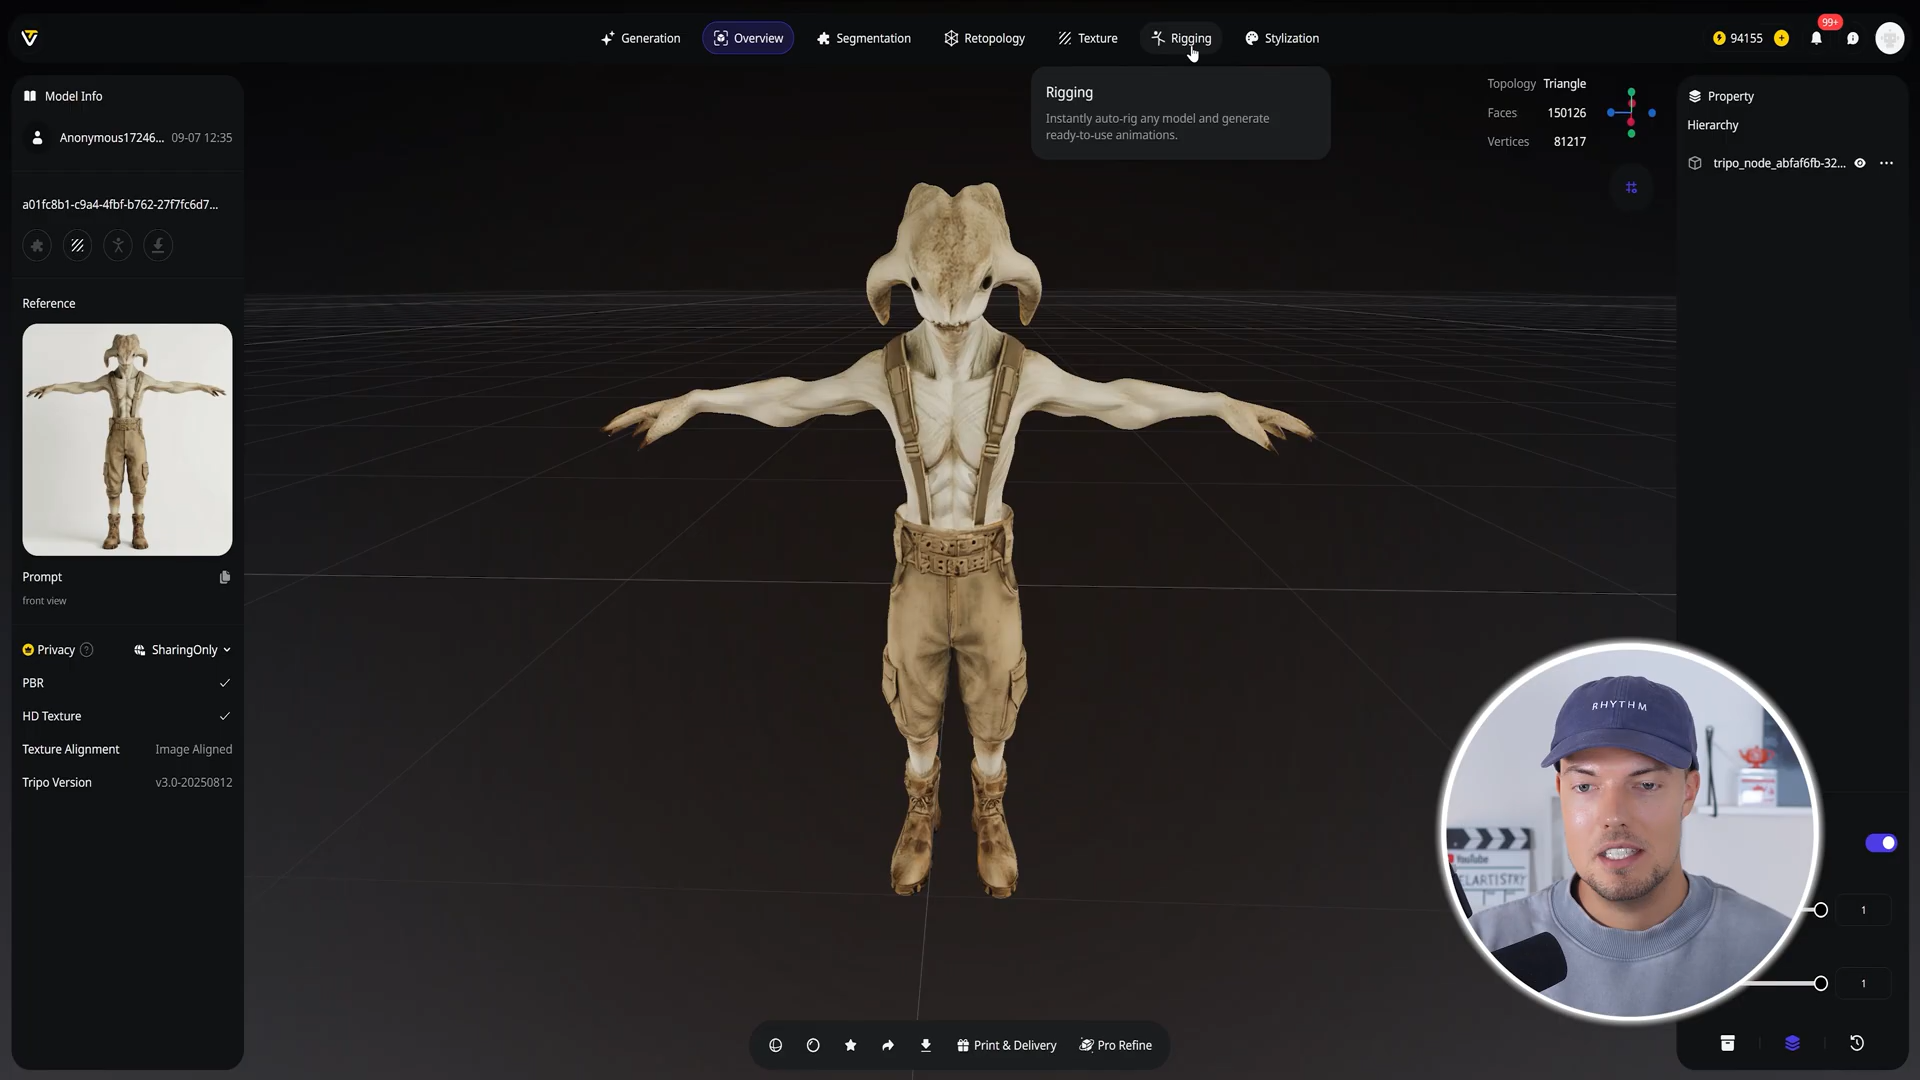 Generation
Overview
Segmentation
Retopology
Texture
Rigging
Stylization
94155
+
99+
Model Info
Anonymous17246... 09-07 12:35
a01fc8b1-c9a4-4fbf-b762-27f7fc6d7...
Reference
Prompt
front view
Privacy ? SharingOnly
PBR
HD Texture
Texture Alignment Image Aligned
Tripo Version v3.0-20250812
Rigging
Instantly auto-rig any model and generate
ready-to-use animations.
Topology Triangle
Faces 150126
Vertices 81217
Property
Hierarchy
tripo_node_abfaf6fb-32...
RHYTHM
YouTube
ELARTISTRY
1
1
Print & Delivery
Pro Refine